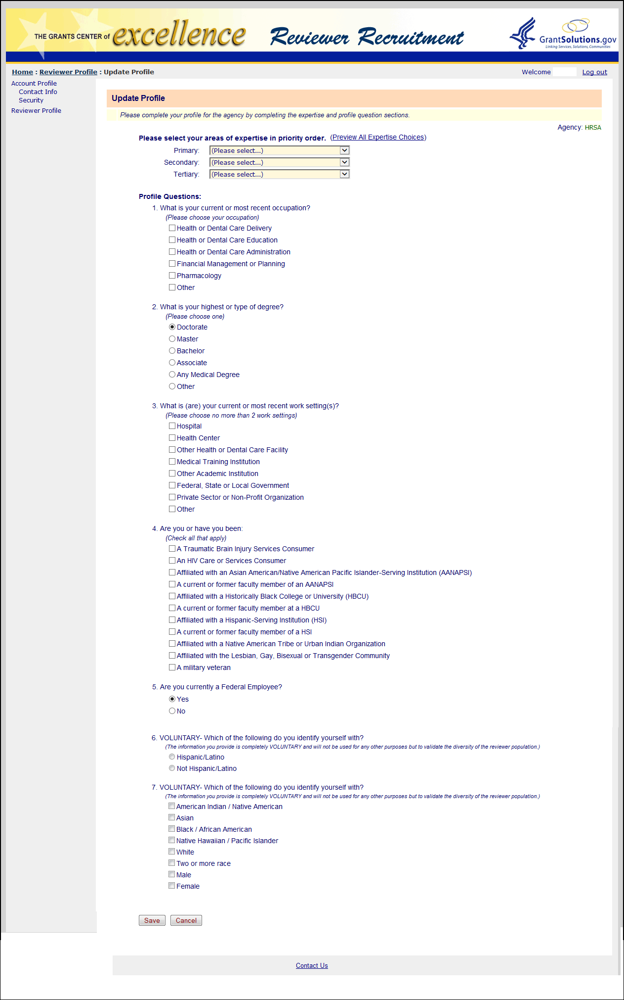 THE GRANTS CENTER of excellence
Reviewer Recruitment
GrantSolutions.gov
Linking Services, Solutions, Communities
Home : Reviewer Profile : Update Profile
Welcome Log out
Account Profile
Contact Info
Security
Reviewer Profile
Update Profile
Please complete your profile for the agency by completing the expertise and profile question sections.
Agency: HRSA
Please select your areas of expertise in priority order. (Preview All Expertise Choices)
Primary: (Please select...)
Secondary: (Please select...)
Tertiary: (Please select...)
Profile Questions:
1. What is your current or most recent occupation?
(Please choose your occupation)
Health or Dental Care Delivery
Health or Dental Care Education
Health or Dental Care Administration
Financial Management or Planning
Pharmacology
Other
2. What is your highest or type of degree?
(Please choose one)
Doctorate
Master
Bachelor
Associate
Any Medical Degree
Other
3. What is (are) your current or most recent work setting(s)?
(Please choose no more than 2 work settings)
Hospital
Health Center
Other Health or Dental Care Facility
Medical Training Institution
Other Academic Institution
Federal, State or Local Government
Private Sector or Non-Profit Organization
Other
4. Are you or have you been:
(Check all that apply)
A Traumatic Brain Injury Services Consumer
An HIV Care or Services Consumer
Affiliated with an Asian American/Native American Pacific Islander-Serving Institution (AANAPSI)
A current or former faculty member of an AANAPSI
Affiliated with a Historically Black College or University (HBCU)
A current or former faculty member at a HBCU
Affiliated with a Hispanic-Serving Institution (HSI)
A current or former faculty member of a HSI
Affiliated with a Native American Tribe or Urban Indian Organization
Affiliated with the Lesbian, Gay, Bisexual or Transgender Community
A military veteran
5. Are you currently a Federal Employee?
Yes
No
6. VOLUNTARY- Which of the following do you identify yourself with?
(The information you provide is completely VOLUNTARY and will not be used for any other purposes but to validate the diversity of the reviewer population.)
Hispanic/Latino
Not Hispanic/Latino
7. VOLUNTARY- Which of the following do you identify yourself with?
(The information you provide is completely VOLUNTARY and will not be used for any other purposes but to validate the diversity of the reviewer population.)
American Indian / Native American
Asian
Black / African American
Native Hawaiian / Pacific Islander
White
Two or more race
Male
Female
Save Cancel
Contact Us